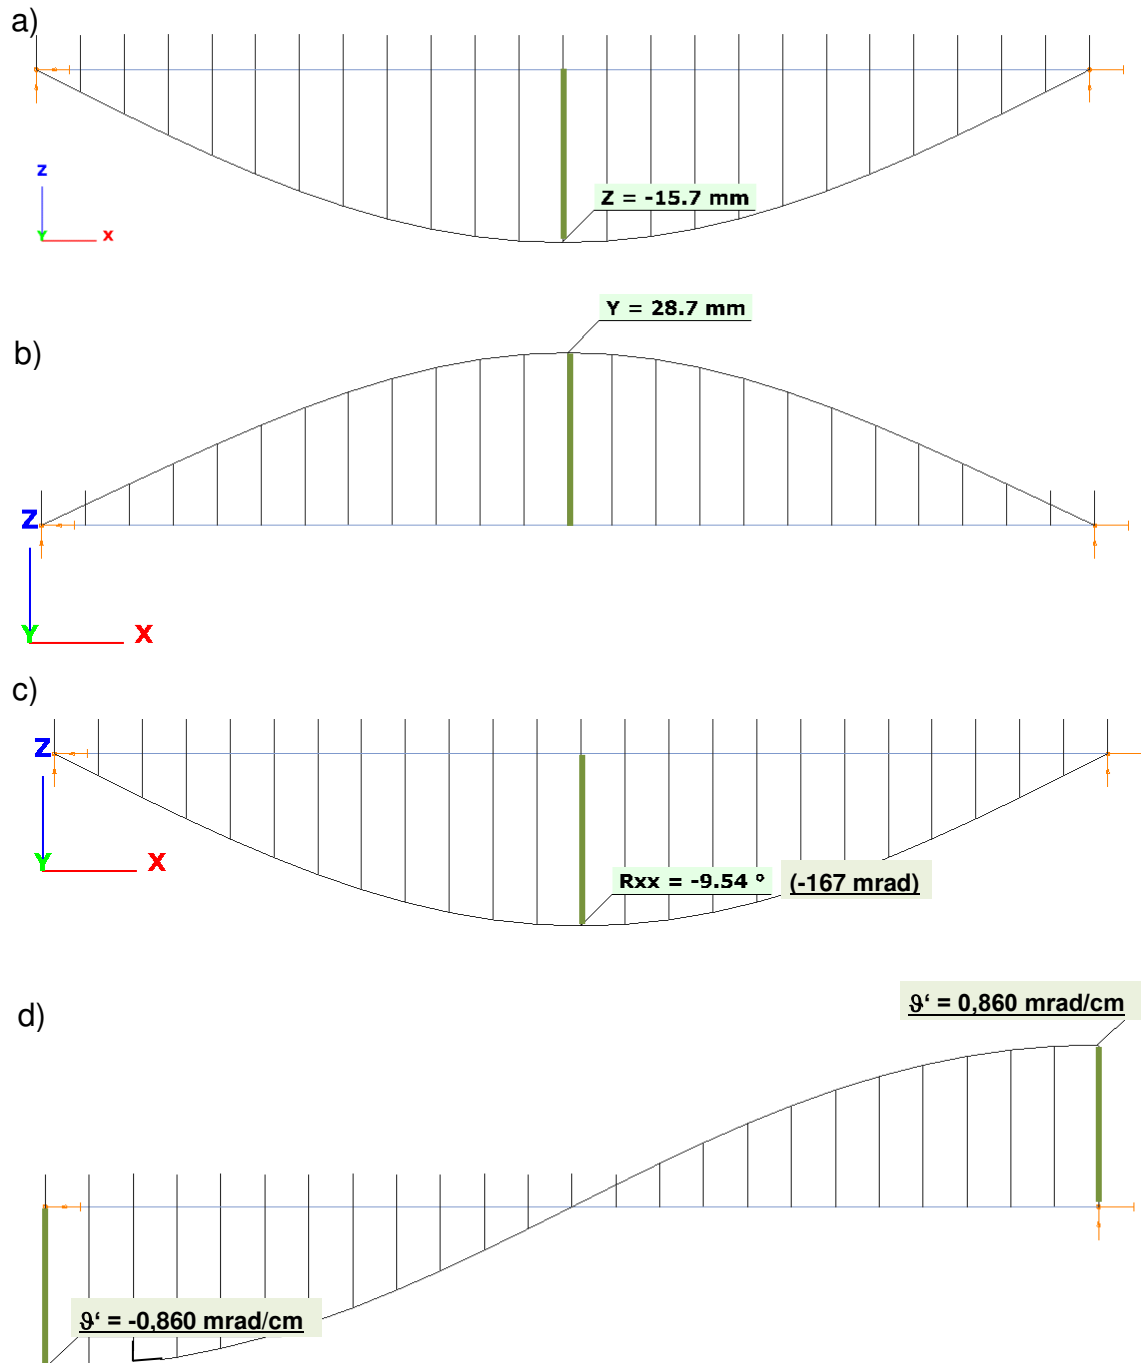 a)
Z = -15.7 mm
z
Y
x
Y = 28.7 mm
b)
Z
Y
X
c)
Z
Y
X
Rxx = -9.54 °
(-167 mrad)
d)
ϑ‘ = 0,860 mrad/cm
ϑ‘ = -0,860 mrad/cm